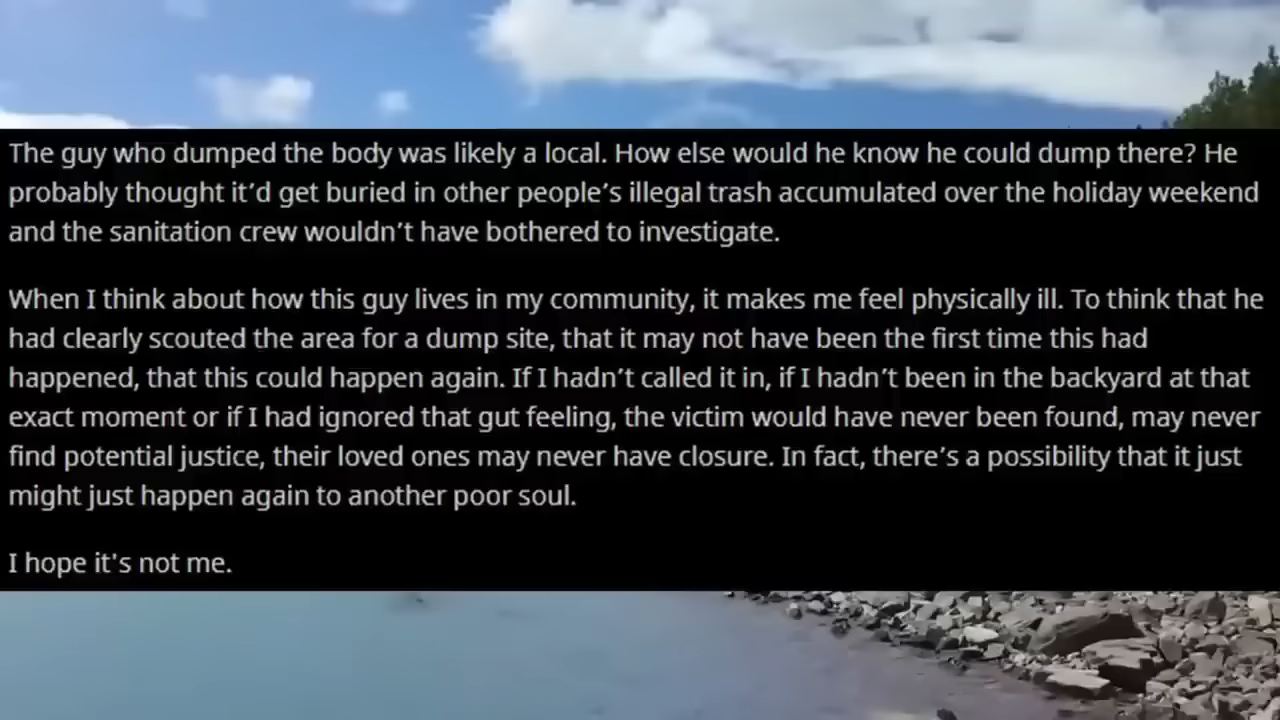 The guy who dumped the body was likely a local. How else would he know he could dump there? He
probably thought it’d get buried in other people’s illegal trash accumulated over the holiday weekend
and the sanitation crew wouldn’t have bothered to investigate.
When I think about how this guy lives in my community, it makes me feel physically ill. To think that he
had clearly scouted the area for a dump site, that it may not have been the first time this had
happened, that this could happen again. If I hadn’t called it in, if I hadn’t been in the backyard at that
exact moment or if I had ignored that gut feeling, the victim would have never been found, may never
find potential justice, their loved ones may never have closure. In fact, there’s a possibility that it just
might just happen again to another poor soul.
I hope it's not me.